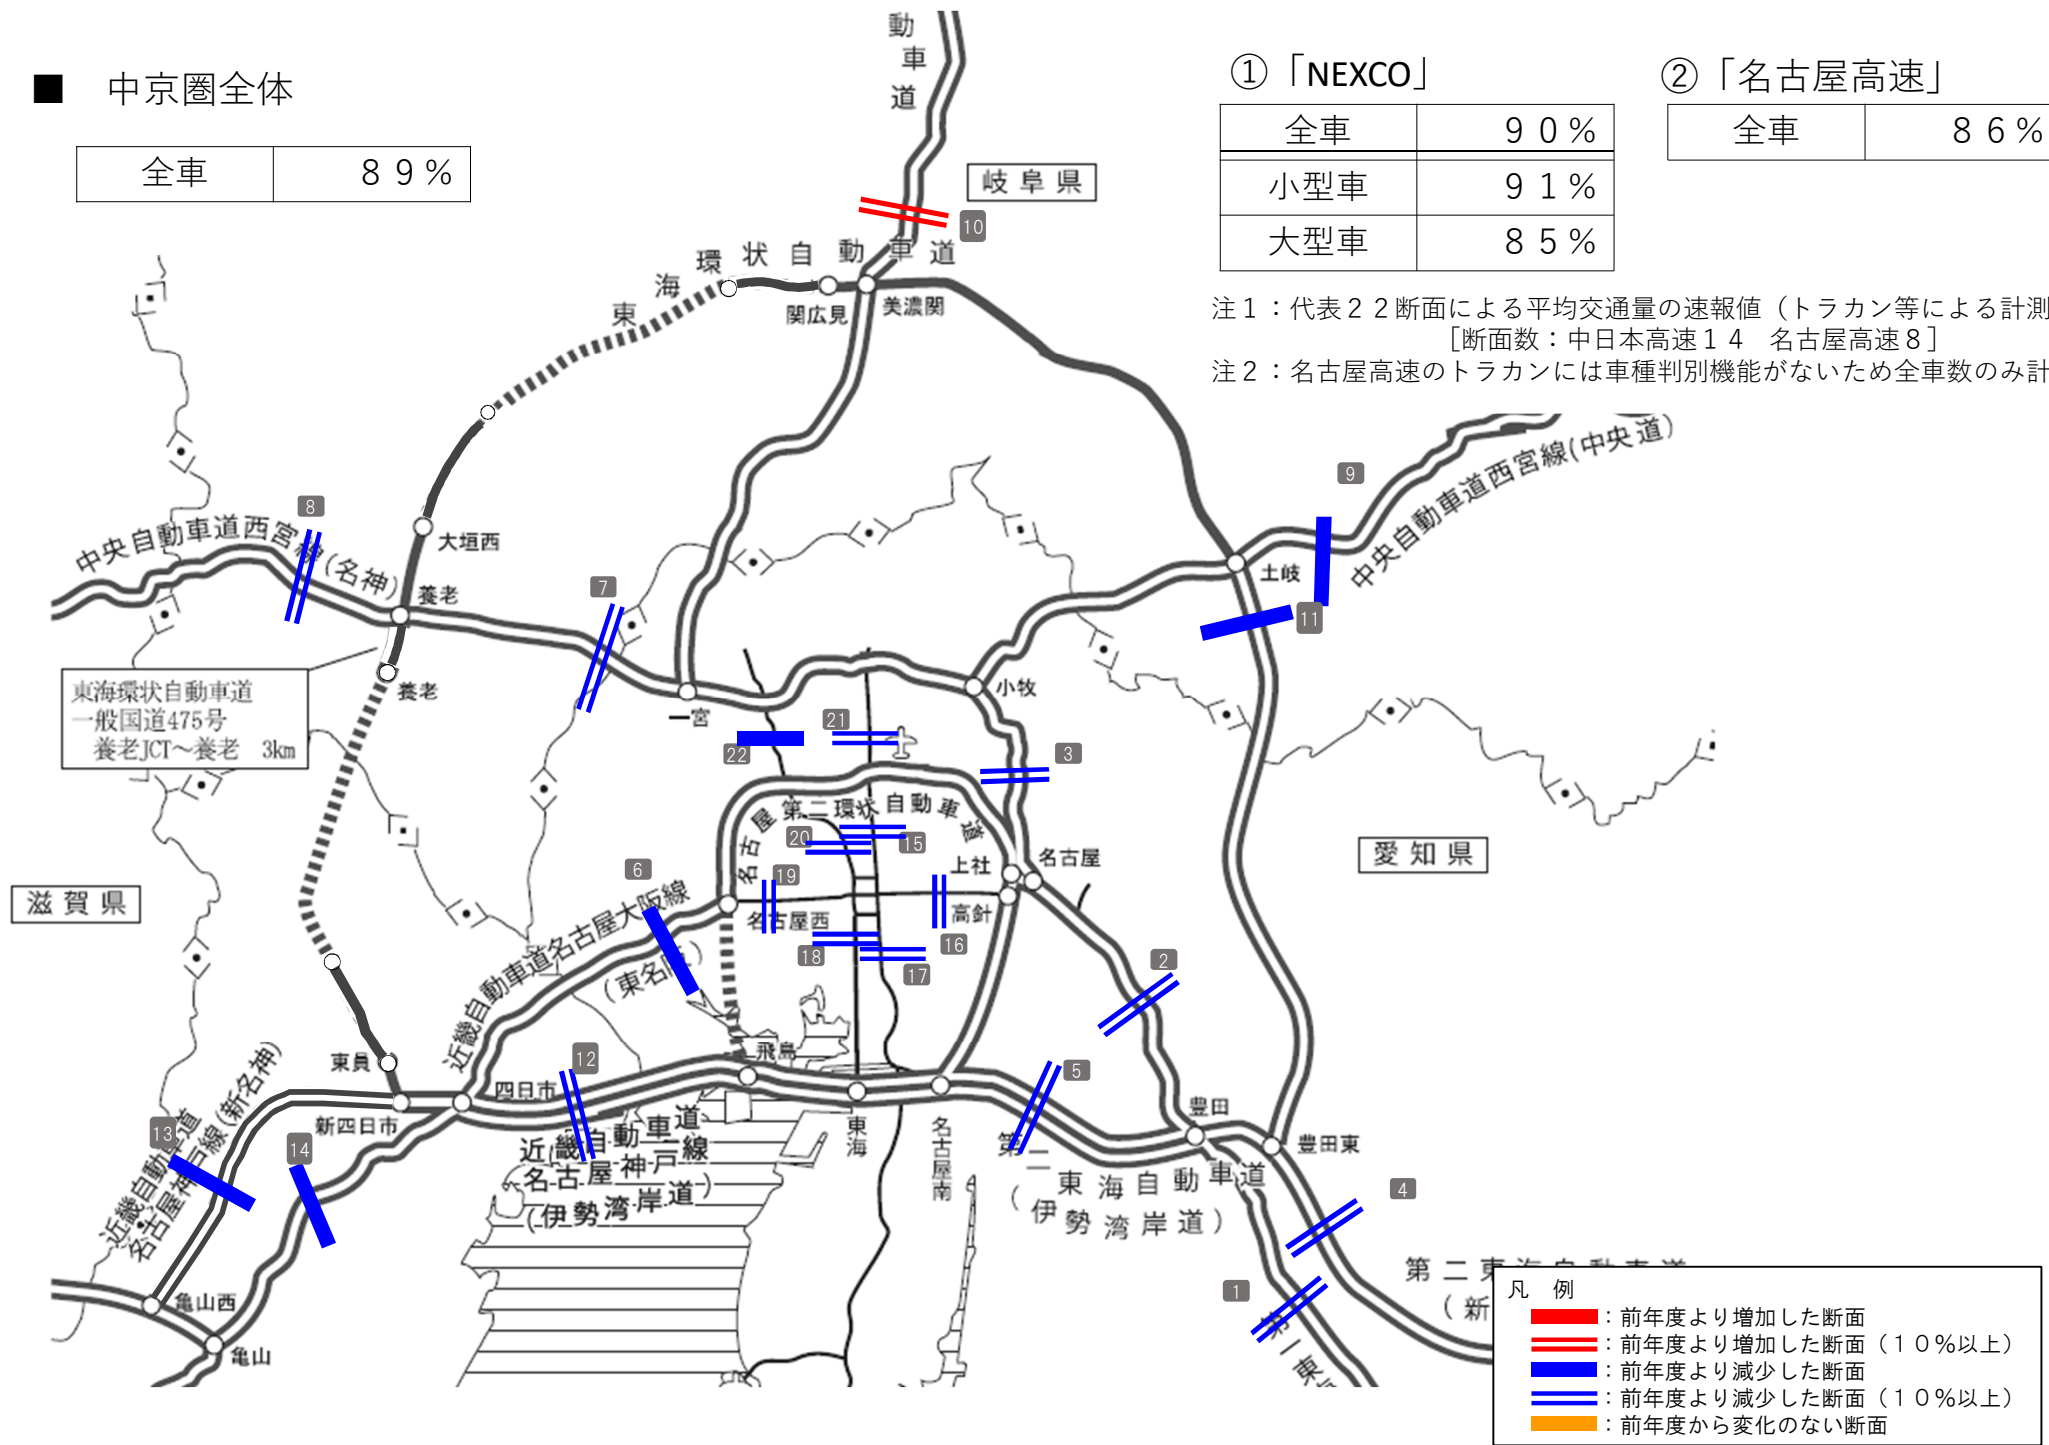 ■ 中京圏全体
全車 ８９%
①「NEXCO」
全車 ９０%
小型車 ９１%
大型車 ８５%
②「名古屋高速」
全車 ８６%
注１：代表２２断面による平均交通量の速報値（トラカン等による計測
［断面数：中日本高速１４ 名古屋高速８］
注２：名古屋高速のトラカンには車種判別機能がないため全車数のみ計
動車道
岐阜県
10
東海環状自動車道
関広見
美濃関
9
中央自動車道西宮線(中央道)
8
中央自動車道西宮線(名神)
大垣西
養老
7
土岐
11
養老
東海環状自動車道
一般国道475号
養老JCT～養老 3km
一宮
小牧
22
21
3
名古屋第二環状自動車道
20
15
上社
名古屋
愛知県
滋賀県
6
19
名古屋西
高針
16
18
17
2
近畿自動車道名古屋大阪線
（東名阪）
飛島
東員
四日市
12
5
新四日市
豊田
豊田東
東海
名古屋南
近畿自動車道
名古屋神戸線
（伊勢湾岸道）
第二東海自動車道
（伊勢湾岸道）
13
近畿自動車道
名古屋神戸線(新名神)
14
4
1
亀山西
亀山
第一東
第二東海自動車道
（新
凡 例
：前年度より増加した断面
：前年度より増加した断面（１０%以上）
：前年度より減少した断面
：前年度より減少した断面（１０%以上）
：前年度から変化のない断面